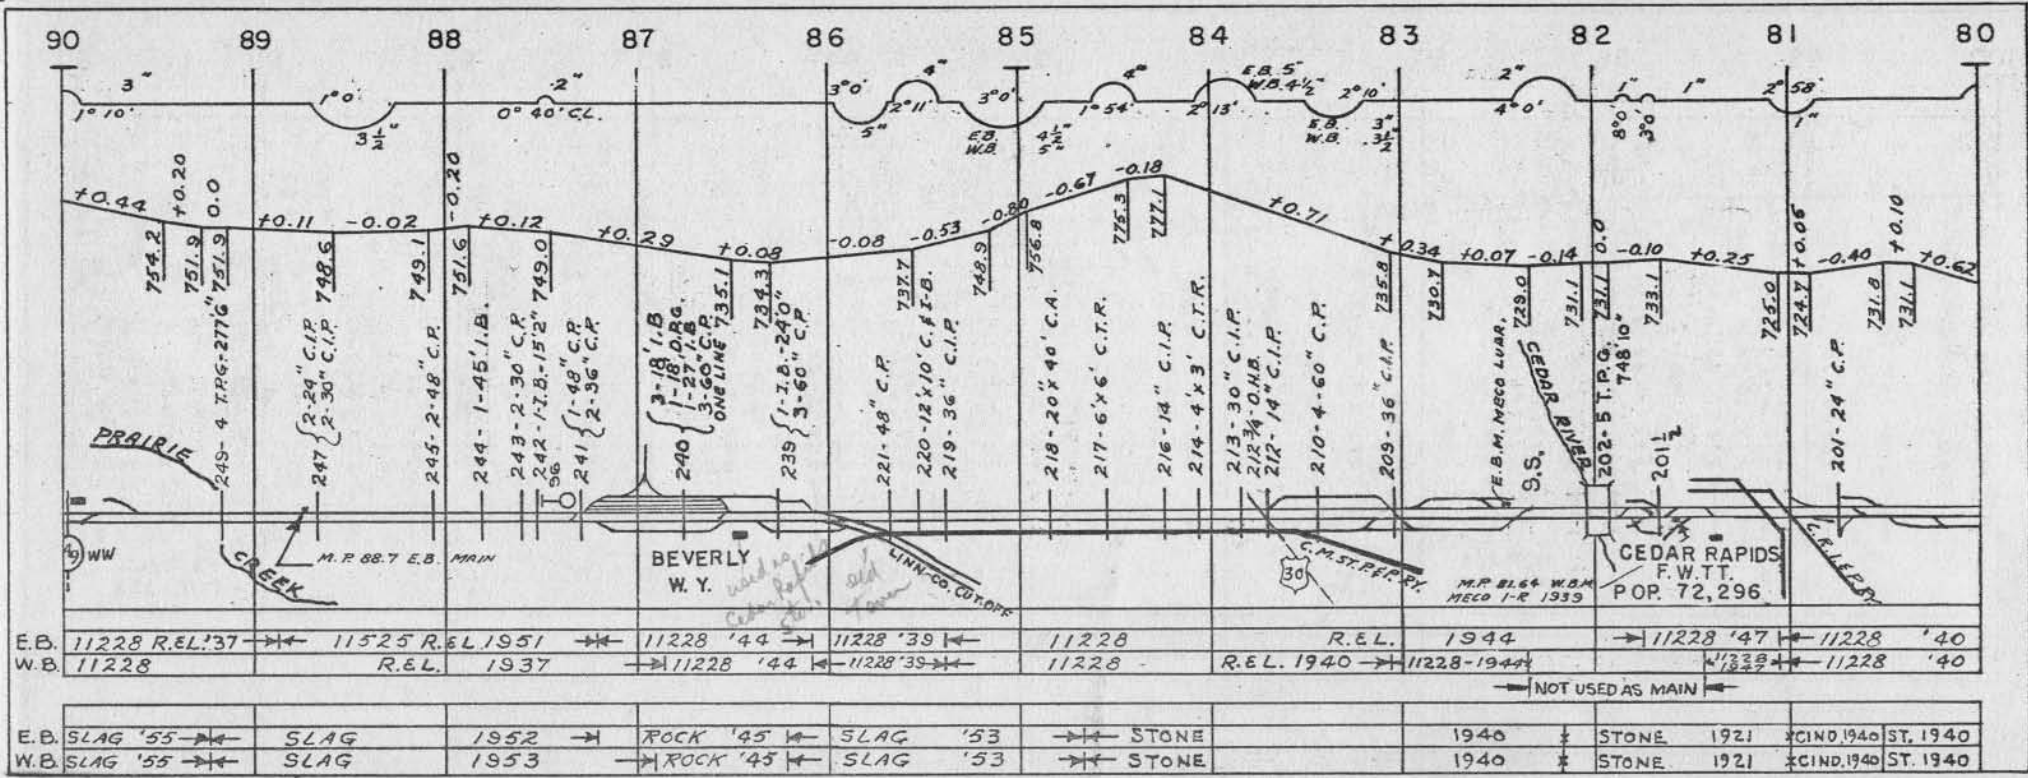 90 89 88 87 86 85 84 83 82 81 80
3" 1°0' 2" 3°0' 4" 3°0' 4" E.B. 5" 2°10' 2" 1" 1" 2°58'
W.B. 4½"
1°10' 3½" 0°40' CL. 5" 2°11' E.B. 4½" 1°54' 2°13' E.B. 3" 4°0' 8°0' 3°0' 1"
W.B. 5" W.B. 3½"
+0.44 +0.20 0.0 +0.11 -0.02 -0.20 +0.12 +0.29 +0.08 -0.08 -0.53 -0.80 -0.67 -0.18 +0.71 +0.34 +0.07 -0.14 0.0 -0.10 +0.25 +0.06 -0.40 +0.10 +0.62
754.2 751.9 751.9 748.6 749.1 751.6 749.0 735.1 734.3 737.7 748.9 756.8 775.3 777.1 735.8 730.7 729.0 731.1 731.1 733.1 725.0 724.7 731.8 731.1
249-4 T.P.G.-277'6"
247 { 2-24" C.I.P.
2-30" C.I.P.
245-2-48" C.P.
244-1-45' I.B.
243-2-30" C.P.
242-1-I.B.-15'2"
241 { 1-48" C.P.
2-36" C.P.
240 { 3-18' I.B.
1-18' D.P.G.
1-27' I.B.
3-60" C.P.
ONE LINE
239 { 1-I.B.-24'0"
3-60" C.P.
221-48" C.P.
220-12'x10' C. & I-B.
219-36" C.I.P.
218-20'x40' C.A.
217-6'x6' C.T.R.
216-14" C.I.P.
214-4'x3' C.T.R.
213-30" C.I.P.
212¾-O.H.B.
212-14" C.I.P.
210-4-60" C.P.
209-36" C.I.P.
E.B.M. MECO LUBR.
S.S.
CEDAR RIVER
202-5 T.P.G.
748'10"
201½
201-24" C.P.
PRAIRIE
CREEK
96
WW
M.P. 88.7 E.B. MAIN
BEVERLY
W.Y.
used in
Cedar
old
LINN-CO. CUT-OFF
30
C.M.ST.P.& P. RY.
M.P. 81.64 W.B.M.
MECO 1-R 1939
CEDAR RAPIDS
F.W.TT.
POP. 72,296
C.R.I.& P. RY.
E.B. 11228 R.EL.'37 11525 R.EL.1951 11228 '44 11228 '39 11228 R.EL. 1944 11228 '47 11228 '40
W.B. 11228 R.EL. 1937 11228 '44 11228 '39 11228 R.EL. 1940 11228-1944 11228 1947 11228 '40
NOT USED AS MAIN
E.B. SLAG '55 SLAG 1952 ROCK '45 SLAG '53 STONE 1940 STONE 1921 CIND.1940 ST. 1940
W.B. SLAG '55 SLAG 1953 ROCK '45 SLAG '53 STONE 1940 STONE 1921 CIND.1940 ST. 1940